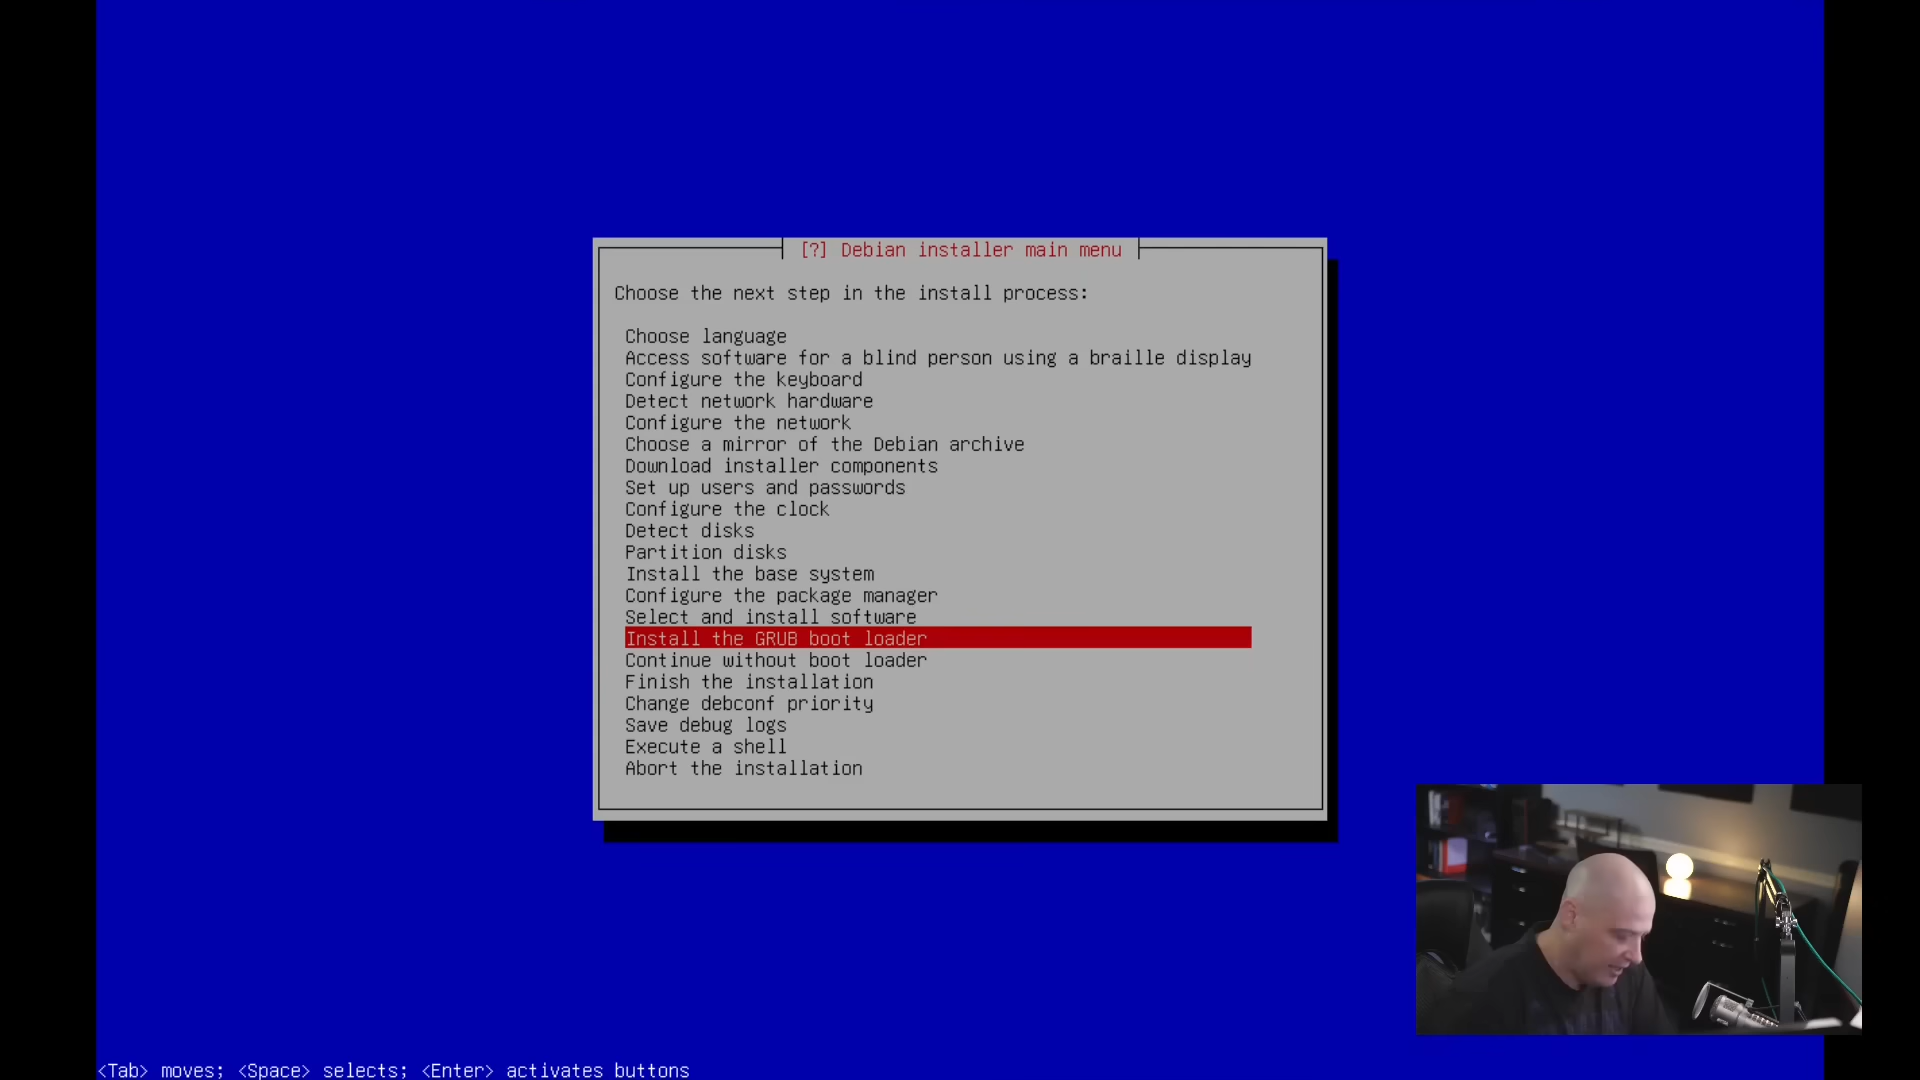 [?] Debian installer main menu
Choose the next step in the install process:
Choose language
Access software for a blind person using a braille display
Configure the keyboard
Detect network hardware
Configure the network
Choose a mirror of the Debian archive
Download installer components
Set up users and passwords
Configure the clock
Detect disks
Partition disks
Install the base system
Configure the package manager
Select and install software
Install the GRUB boot loader
Continue without boot loader
Finish the installation
Change debconf priority
Save debug logs
Execute a shell
Abort the installation
<Tab> moves; <Space> selects; <Enter> activates buttons